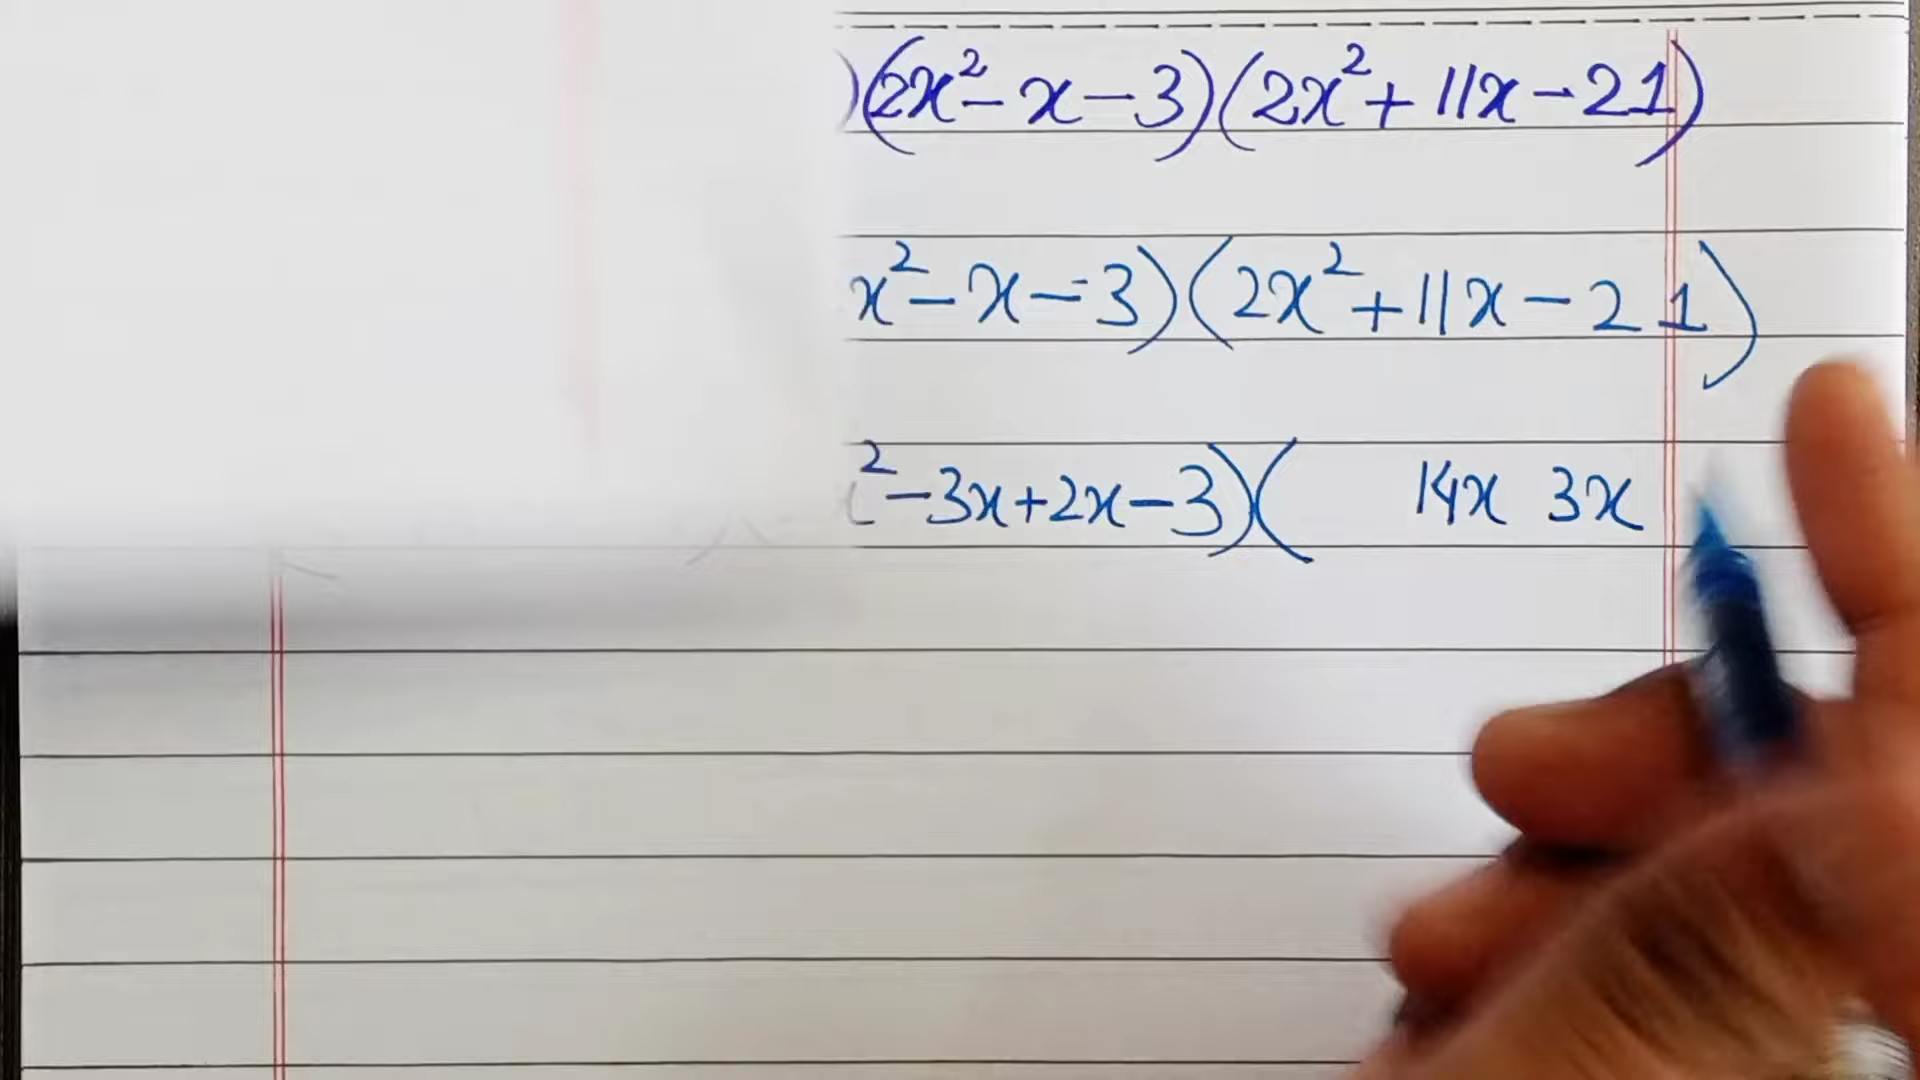 )(2x²-x-3)(2x²+11x-21)
x²-x-3)(2x²+11x-21)
²-3x+2x-3)( 14x 3x